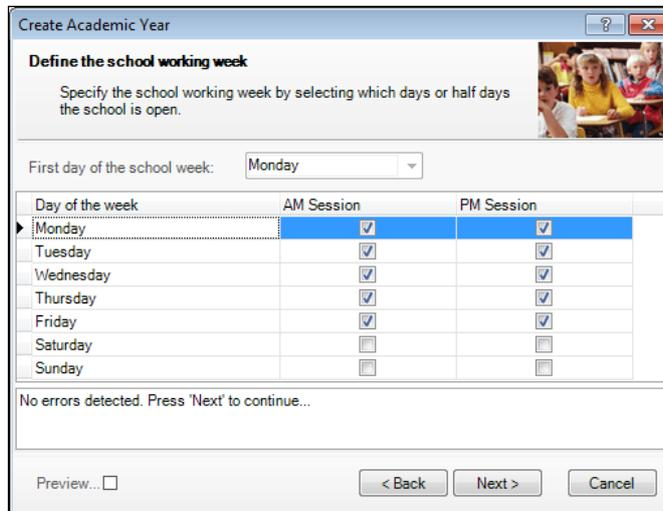 Create Academic Year
Define the school working week
Specify the school working week by selecting which days or half days
the school is open.
First day of the school week: Monday
Day of the week AM Session PM Session
Monday
Tuesday
Wednesday
Thursday
Friday
Saturday
Sunday
No errors detected. Press 'Next' to continue...
Preview... < Back Next > Cancel